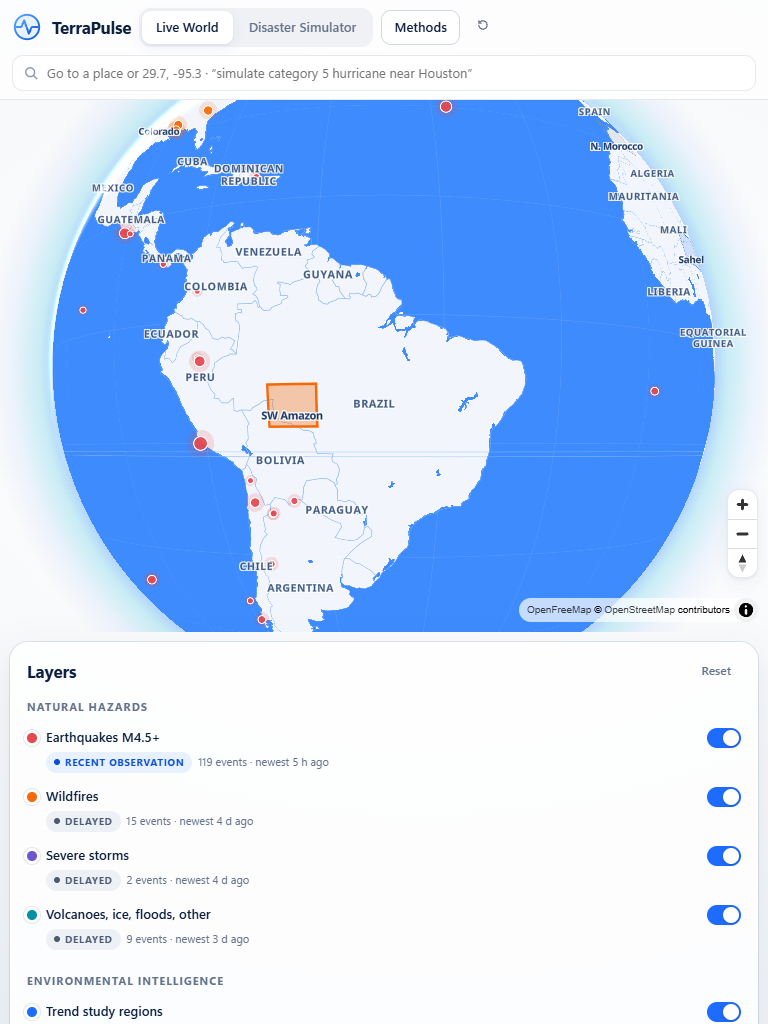 TerraPulse
Live World
Disaster Simulator
Methods
Go to a place or 29.7, -95.3 · “simulate category 5 hurricane near Houston”
SPAIN
Colorado
N. Morocco
CUBA
DOMINICAN
REPUBLIC
ALGERIA
MEXICO
MAURITANIA
GUATEMALA
MALI
PANAMA
VENEZUELA
Sahel
GUYANA
COLOMBIA
LIBERIA
ECUADOR
EQUATORIAL
GUINEA
PERU
BRAZIL
SW Amazon
BOLIVIA
PARAGUAY
CHILE
ARGENTINA
OpenFreeMap © OpenStreetMap contributors
Layers
Reset
NATURAL HAZARDS
Earthquakes M4.5+
RECENT OBSERVATION 119 events · newest 5 h ago
Wildfires
DELAYED 15 events · newest 4 d ago
Severe storms
DELAYED 2 events · newest 4 d ago
Volcanoes, ice, floods, other
DELAYED 9 events · newest 3 d ago
ENVIRONMENTAL INTELLIGENCE
Trend study regions